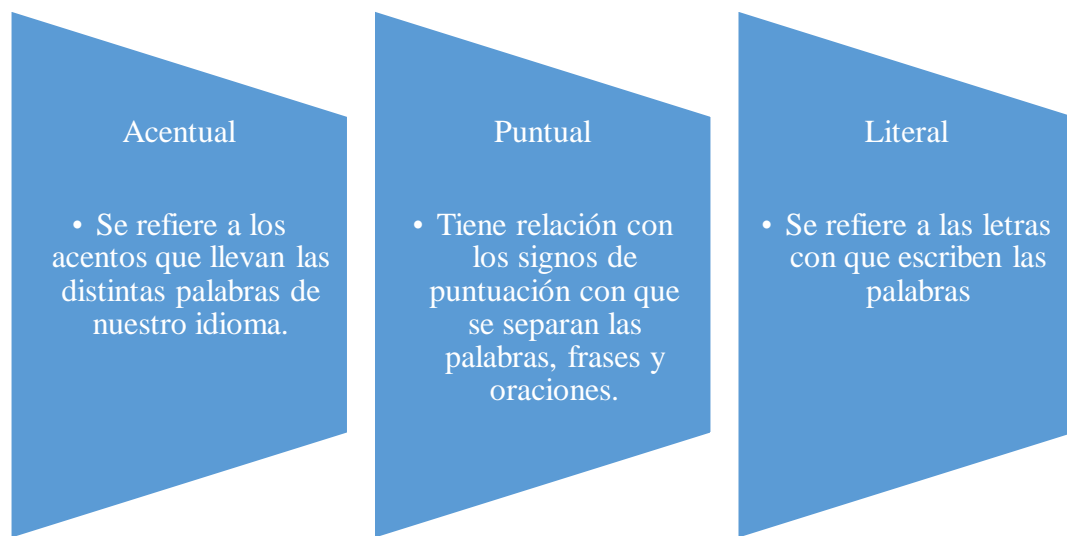 Acentual
• Se refiere a los
acentos que llevan las
distintas palabras de
nuestro idioma.
Puntual
• Tiene relación con
los signos de
puntuación con que
se separan las
palabras, frases y
oraciones.
Literal
• Se refiere a las letras
con que escriben las
palabras